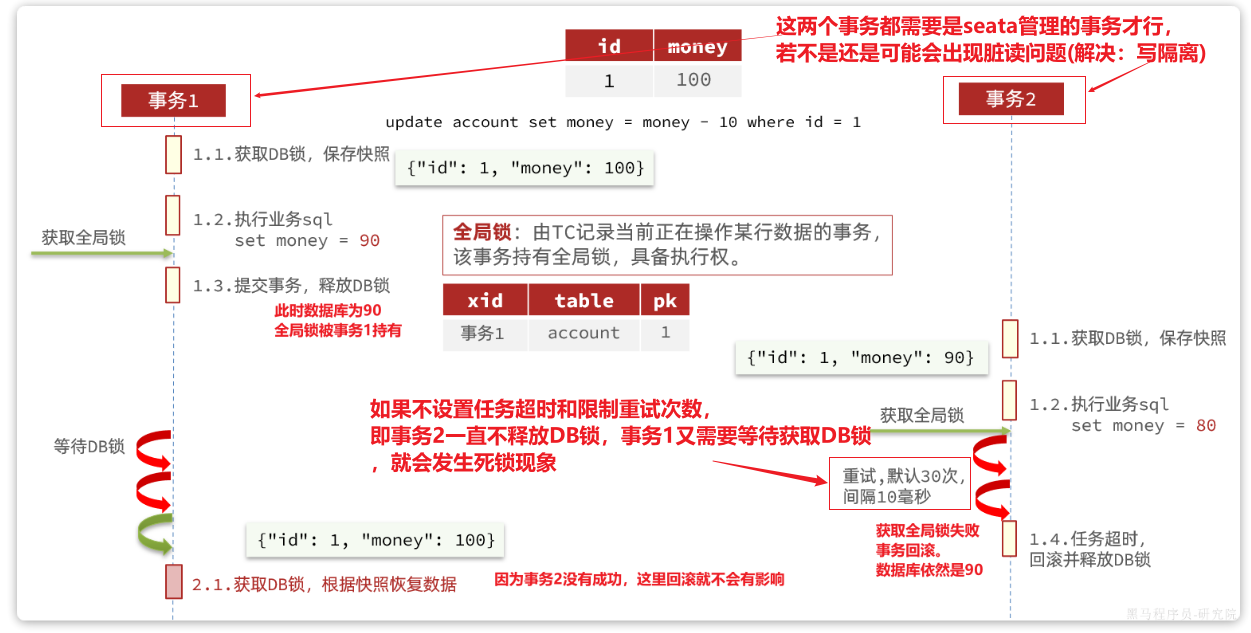 这两个事务都需要是seata管理的事务才行，
若不是还是可能会出现脏读问题(解决：写隔离)
id money
1 100
事务1
事务2
update account set money = money - 10 where id = 1
1.1.获取DB锁，保存快照
{"id": 1, "money": 100}
1.2.执行业务sql
set money = 90
获取全局锁
全局锁：由TC记录当前正在操作某行数据的事务，
该事务持有全局锁，具备执行权。
1.3.提交事务，释放DB锁
此时数据库为90
全局锁被事务1持有
xid table pk
事务1 account 1
1.1.获取DB锁，保存快照
{"id": 1, "money": 90}
1.2.执行业务sql
set money = 80
获取全局锁
如果不设置任务超时和限制重试次数，
即事务2一直不释放DB锁，事务1又需要等待获取DB锁
，就会发生死锁现象
等待DB锁
重试,默认30次，
间隔10毫秒
获取全局锁失败
事务回滚。
数据库依然是90
1.4.任务超时，
回滚并释放DB锁
{"id": 1, "money": 100}
2.1.获取DB锁，根据快照恢复数据
因为事务2没有成功，这里回滚就不会有影响
黑马程序员-研究院